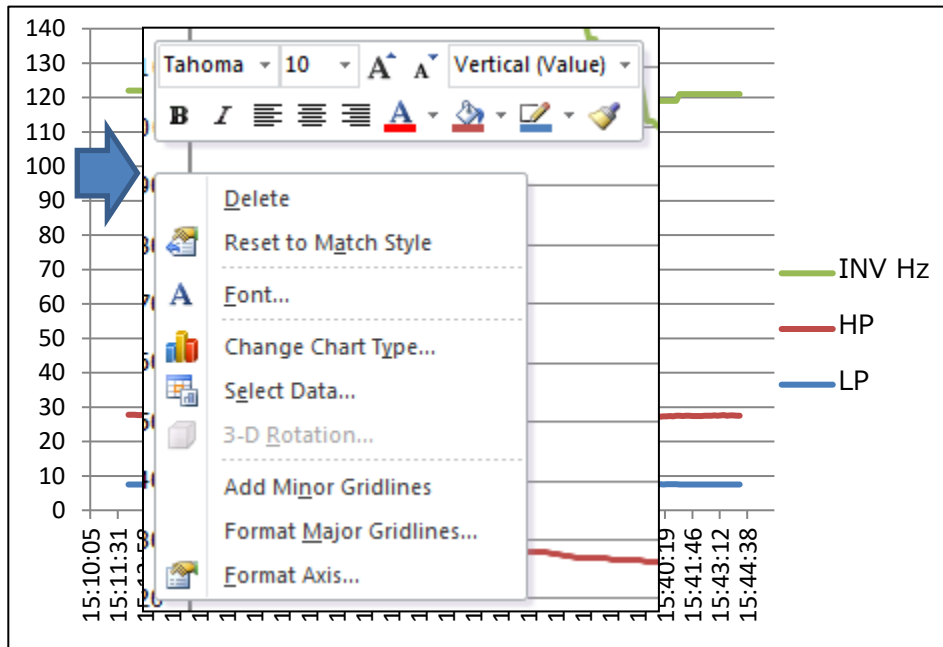 140
130
120
110
100
90
80
70
60
50
40
30
20
10
0
Tahoma 10 A A Vertical (Value)
B I A
Delete
Reset to Match Style
A Font...
Change Chart Type...
Select Data...
3-D Rotation...
Add Minor Gridlines
Format Major Gridlines...
Format Axis...
INV Hz
HP
LP
15:10:05
15:11:31
15:40:19
15:41:46
15:43:12
15:44:38